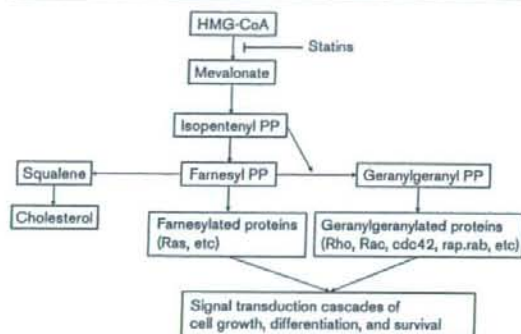 HMG-CoA
Statins
Mevalonate
Isopentenyl PP
Squalene
Farnesyl PP
Geranylgeranyl PP
Cholesterol
Farnesylated proteins
(Ras, etc)
Geranylgeranylated proteins
(Rho, Rac, cdc42, rap.rab, etc)
Signal transduction cascades of
cell growth, differentiation, and survival